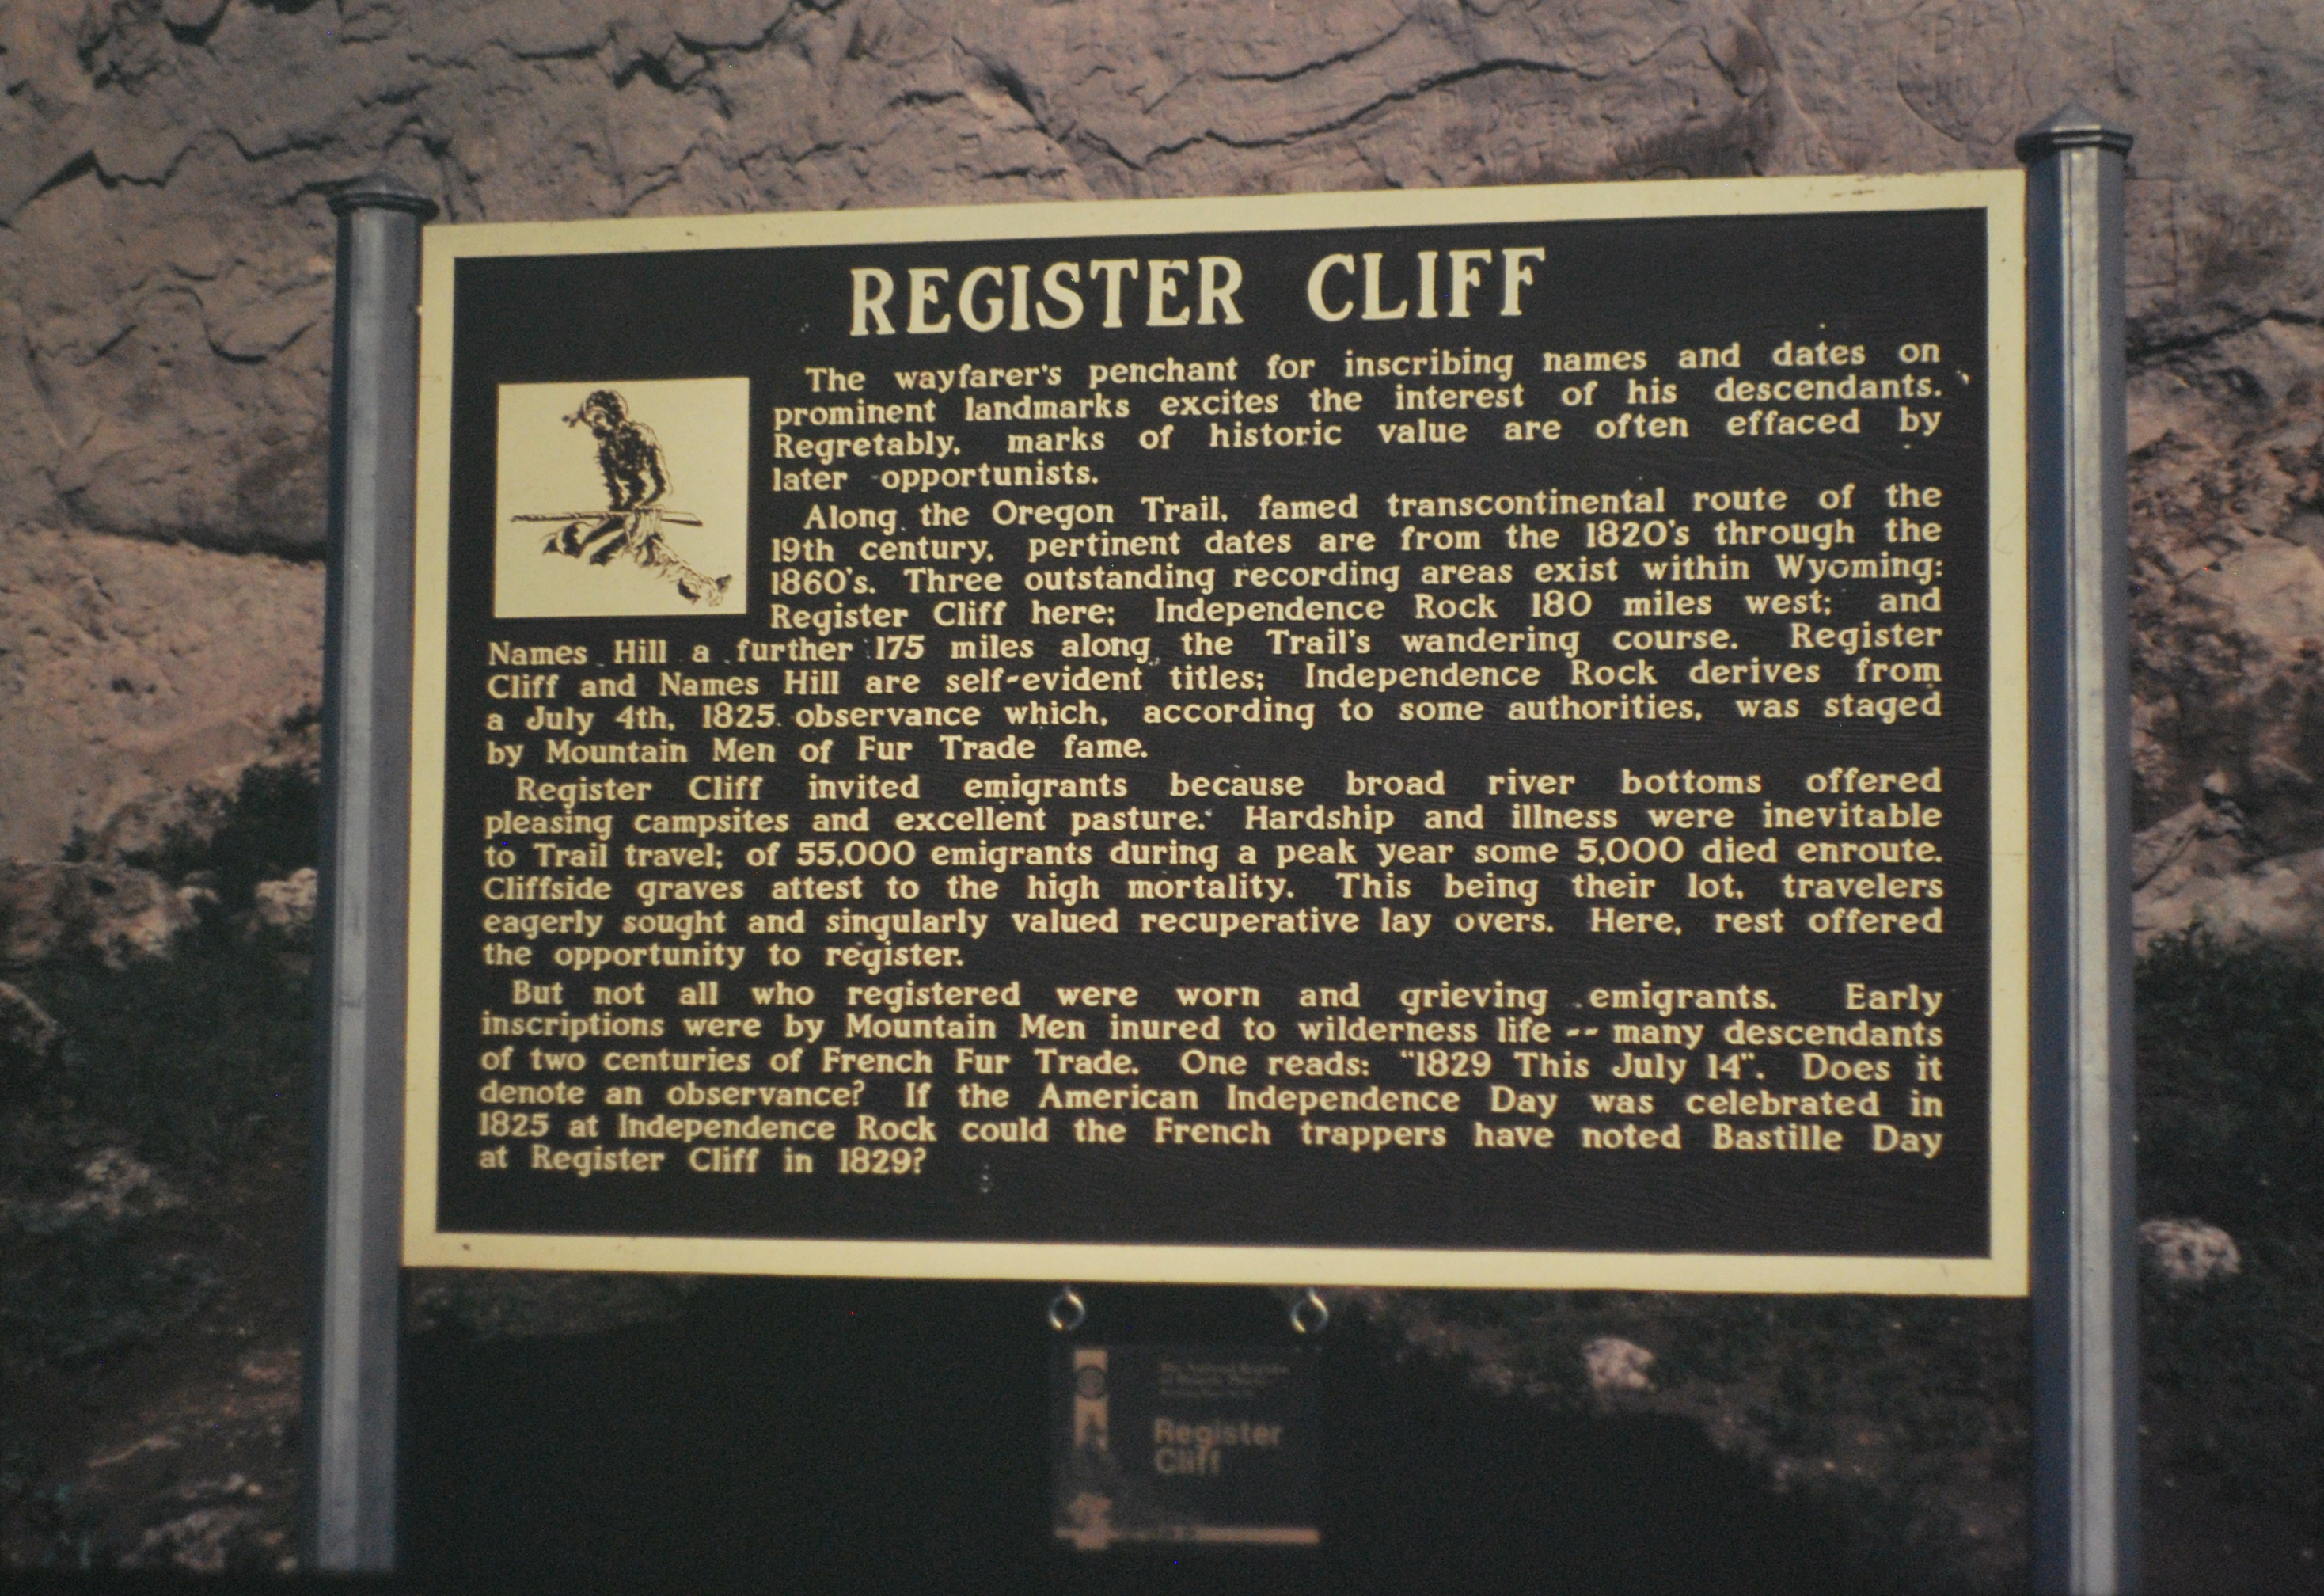 REGISTER CLIFF
The wayfarer's penchant for inscribing names and dates on
prominent landmarks excites the interest of his descendants.
Regretably, marks of historic value are often effaced by
later opportunists.
Along the Oregon Trail, famed transcontinental route of the
19th century, pertinent dates are from the 1820's through the
1860's. Three outstanding recording areas exist within Wyoming:
Register Cliff here; Independence Rock 180 miles west; and
Names Hill a further 175 miles along the Trail's wandering course. Register
Cliff and Names Hill are self-evident titles; Independence Rock derives from
a July 4th, 1825 observance which, according to some authorities, was staged
by Mountain Men of Fur Trade fame.
Register Cliff invited emigrants because broad river bottoms offered
pleasing campsites and excellent pasture. Hardship and illness were inevitable
to Trail travel; of 55,000 emigrants during a peak year some 5,000 died enroute.
Cliffside graves attest to the high mortality. This being their lot, travelers
eagerly sought and singularly valued recuperative lay overs. Here, rest offered
the opportunity to register.
But not all who registered were worn and grieving emigrants. Early
inscriptions were by Mountain Men inured to wilderness life -- many descendants
of two centuries of French Fur Trade. One reads: "1829 This July 14". Does it
denote an observance? If the American Independence Day was celebrated in
1825 at Independence Rock could the French trappers have noted Bastille Day
at Register Cliff in 1829?
Register
Cliff